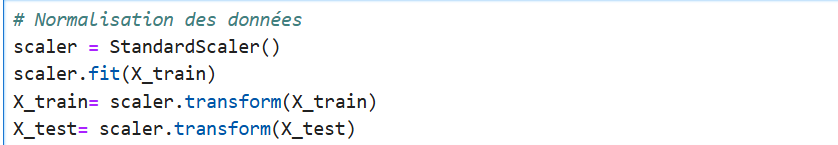 # Normalisation des données
scaler = StandardScaler()
scaler.fit(X_train)
X_train= scaler.transform(X_train)
X_test= scaler.transform(X_test)